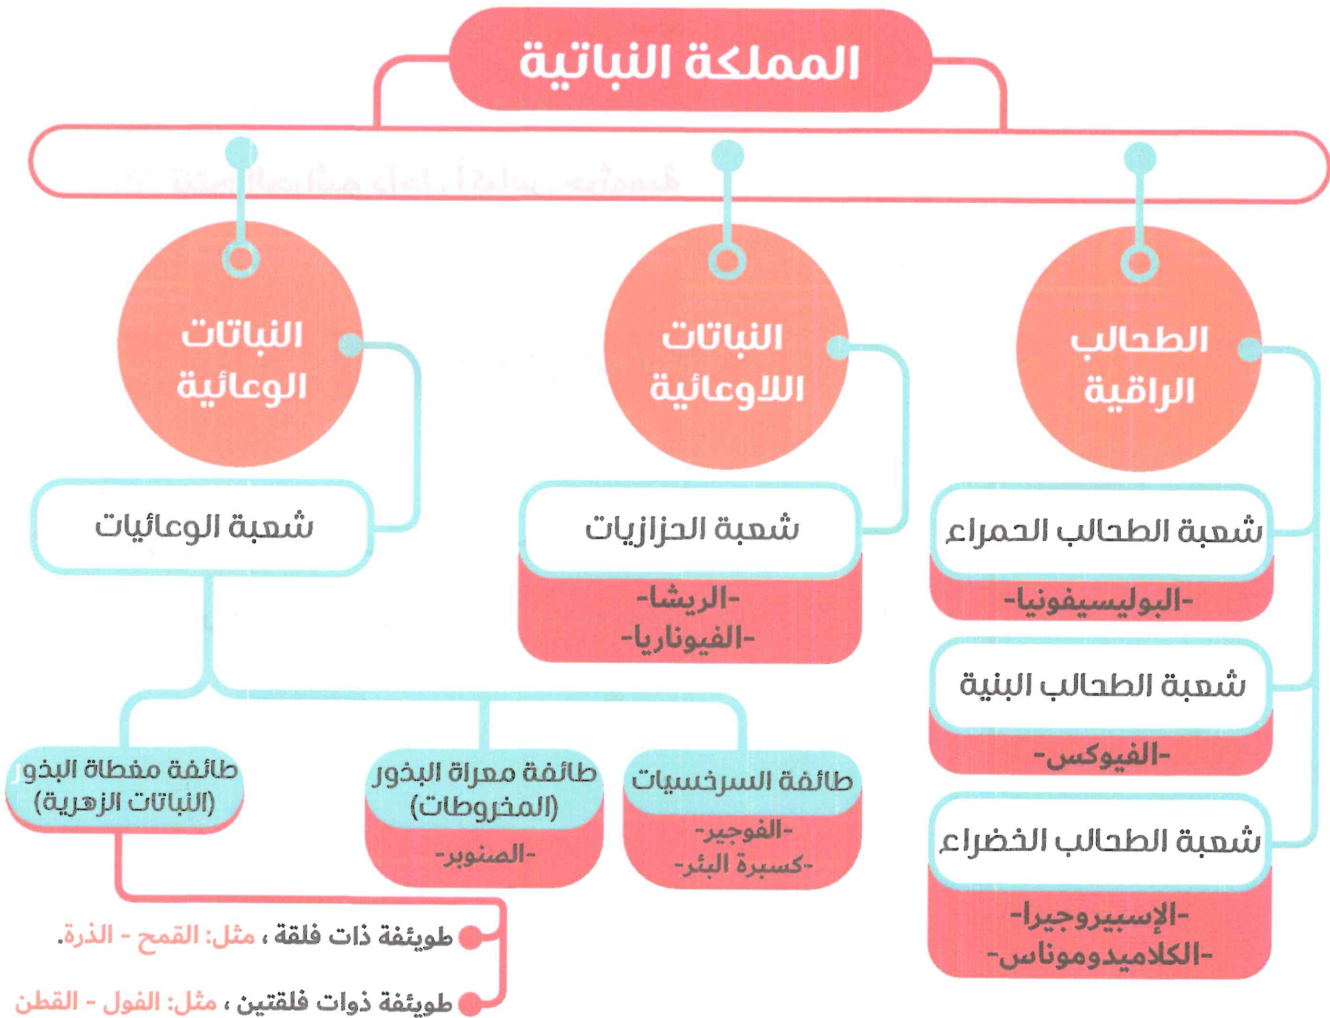 المملكة النباتية
الطحالب
الراقية
شعبة الطحالب الحمراء
-البوليسيفونيا-
شعبة الطحالب البنية
-الفيوكس-
شعبة الطحالب الخضراء
-الإسبيروجيرا-
-الكلاميدوموناس-
النباتات
اللاوعائية
شعبة الحزازيات
-الريشا-
-الفيوناريا-
النباتات
الوعائية
شعبة الوعائيات
طائفة السرخسيات
-الفوجير-
-كسبرة البئر-
طائفة معراة البذور
(المخروطات)
-الصنوبر-
طائفة مغطاة البذور
(النباتات الزهرية)
طويئفة ذات فلقة ، مثل: القمح - الذرة.
طويئفة ذوات فلقتين ، مثل: الفول - القطن